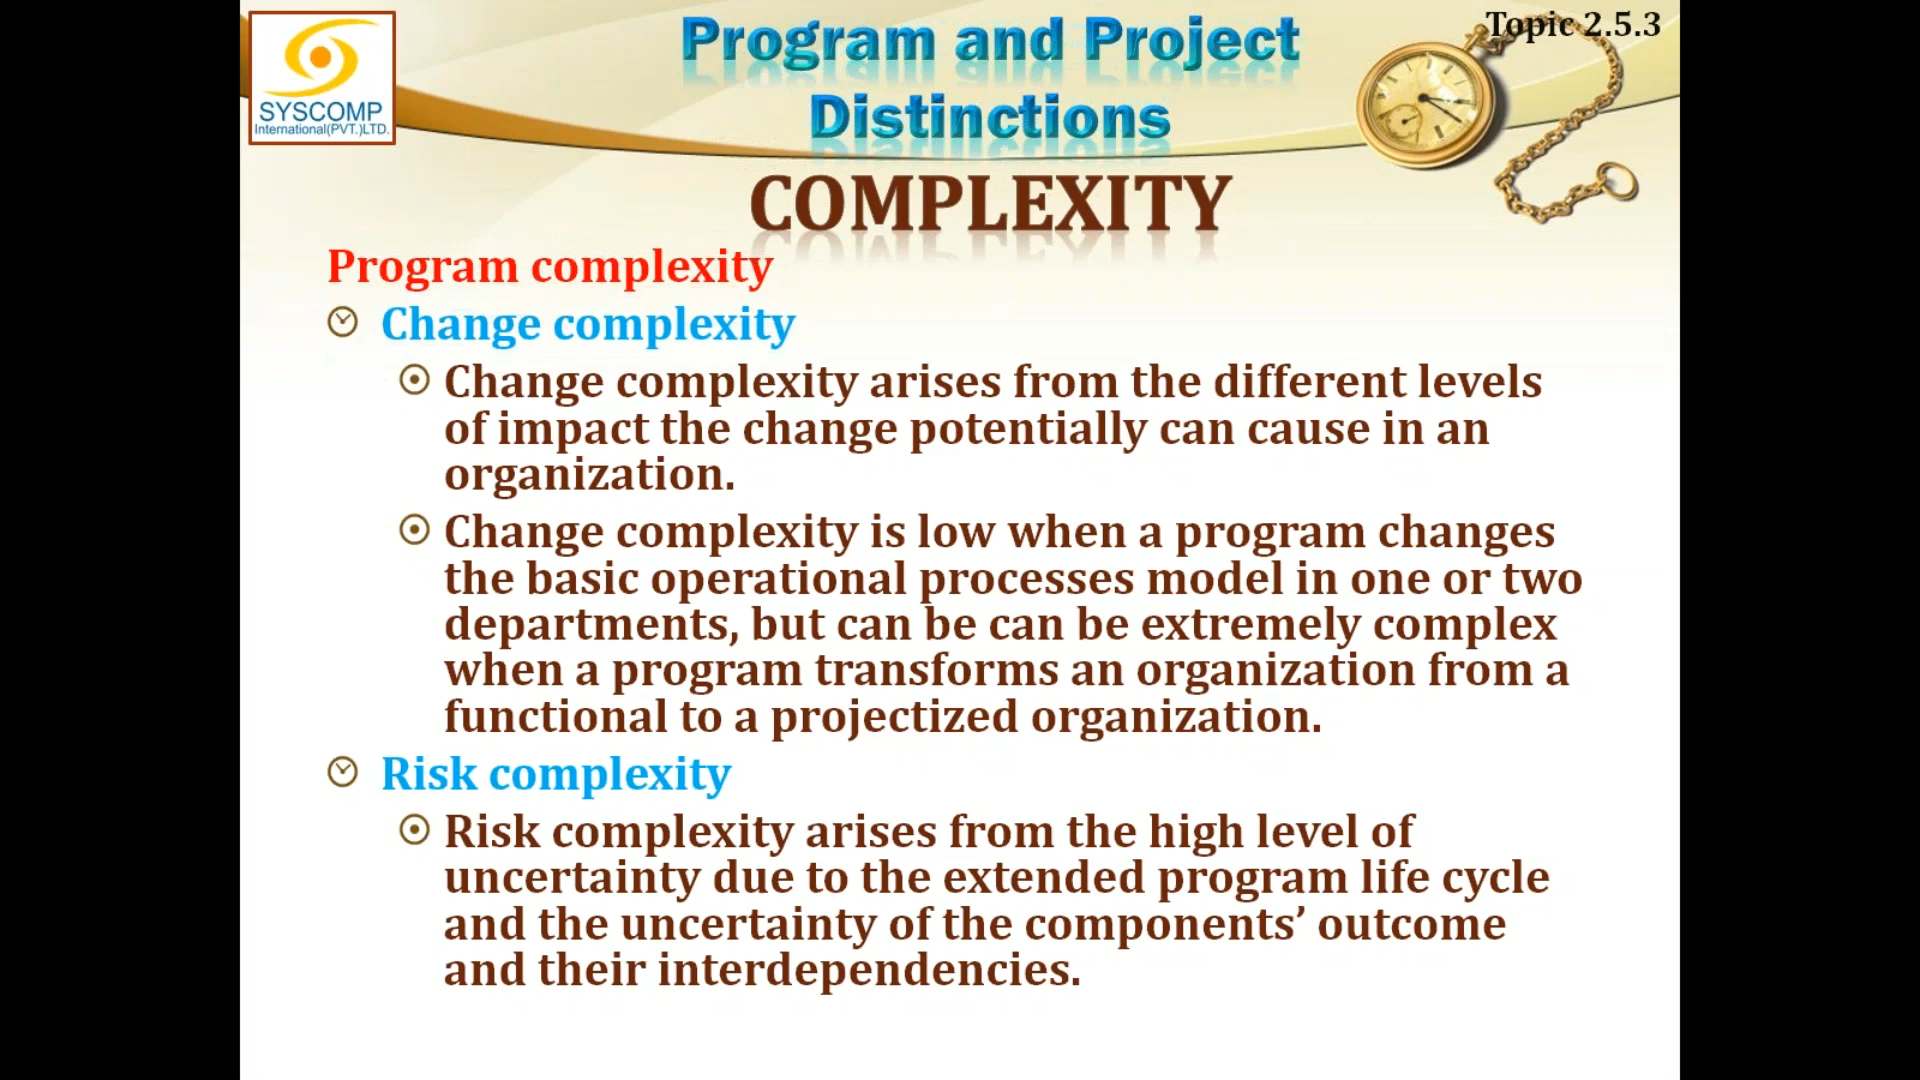 Topic 2.5.3
SYSCOMP
International(PVT.)LTD.
Program and Project
Distinctions
COMPLEXITY
Program complexity
Change complexity
Change complexity arises from the different levels
of impact the change potentially can cause in an
organization.
Change complexity is low when a program changes
the basic operational processes model in one or two
departments, but can be can be extremely complex
when a program transforms an organization from a
functional to a projectized organization.
Risk complexity
Risk complexity arises from the high level of
uncertainty due to the extended program life cycle
and the uncertainty of the components’ outcome
and their interdependencies.